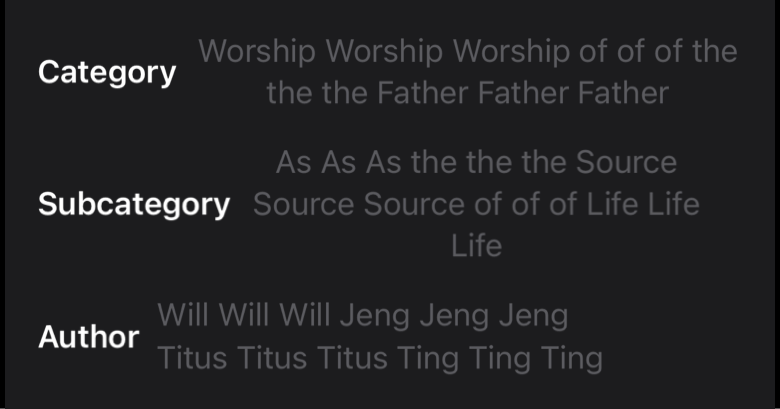 Category
Worship Worship Worship of of of the
the the Father Father Father
Subcategory
As As As the the the Source
Source Source of of of Life Life
Life
Author
Will Will Will Jeng Jeng Jeng
Titus Titus Titus Ting Ting Ting